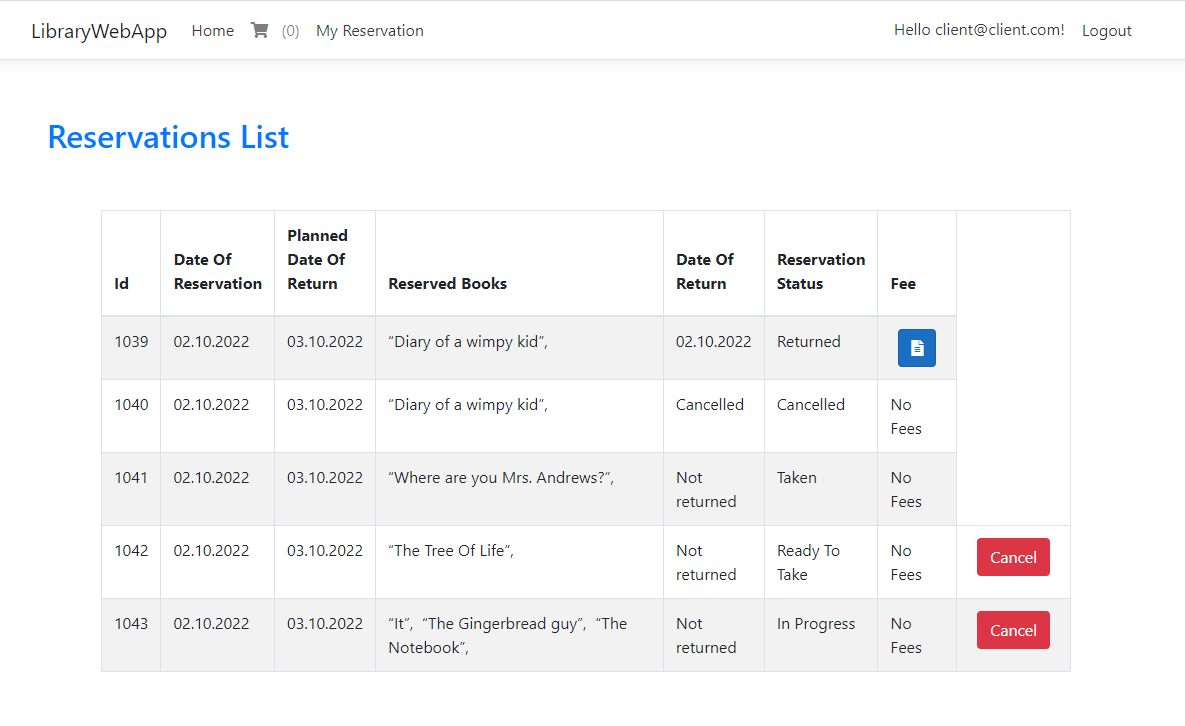 LibraryWebApp Home (0) My Reservation Hello client@client.com! Logout
Reservations List
Id Date Of Reservation Planned Date Of Return Reserved Books Date Of Return Reservation Status Fee
1039 02.10.2022 03.10.2022 “Diary of a wimpy kid”, 02.10.2022 Returned
1040 02.10.2022 03.10.2022 “Diary of a wimpy kid”, Cancelled Cancelled No Fees
1041 02.10.2022 03.10.2022 “Where are you Mrs. Andrews?”, Not returned Taken No Fees
1042 02.10.2022 03.10.2022 “The Tree Of Life”, Not returned Ready To Take No Fees Cancel
1043 02.10.2022 03.10.2022 “It”, “The Gingerbread guy”, “The Notebook”, Not returned In Progress No Fees Cancel